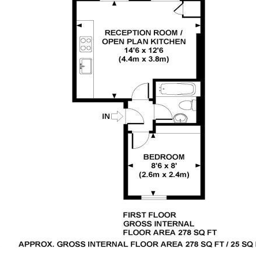 RECEPTION ROOM /
OPEN PLAN KITCHEN
14'6 x 12'6
(4.4m x 3.8m)
IN
BEDROOM
8'6 x 8'
(2.6m x 2.4m)
FIRST FLOOR
GROSS INTERNAL
FLOOR AREA 278 SQ FT
APPROX. GROSS INTERNAL FLOOR AREA 278 SQ FT / 25 SQ